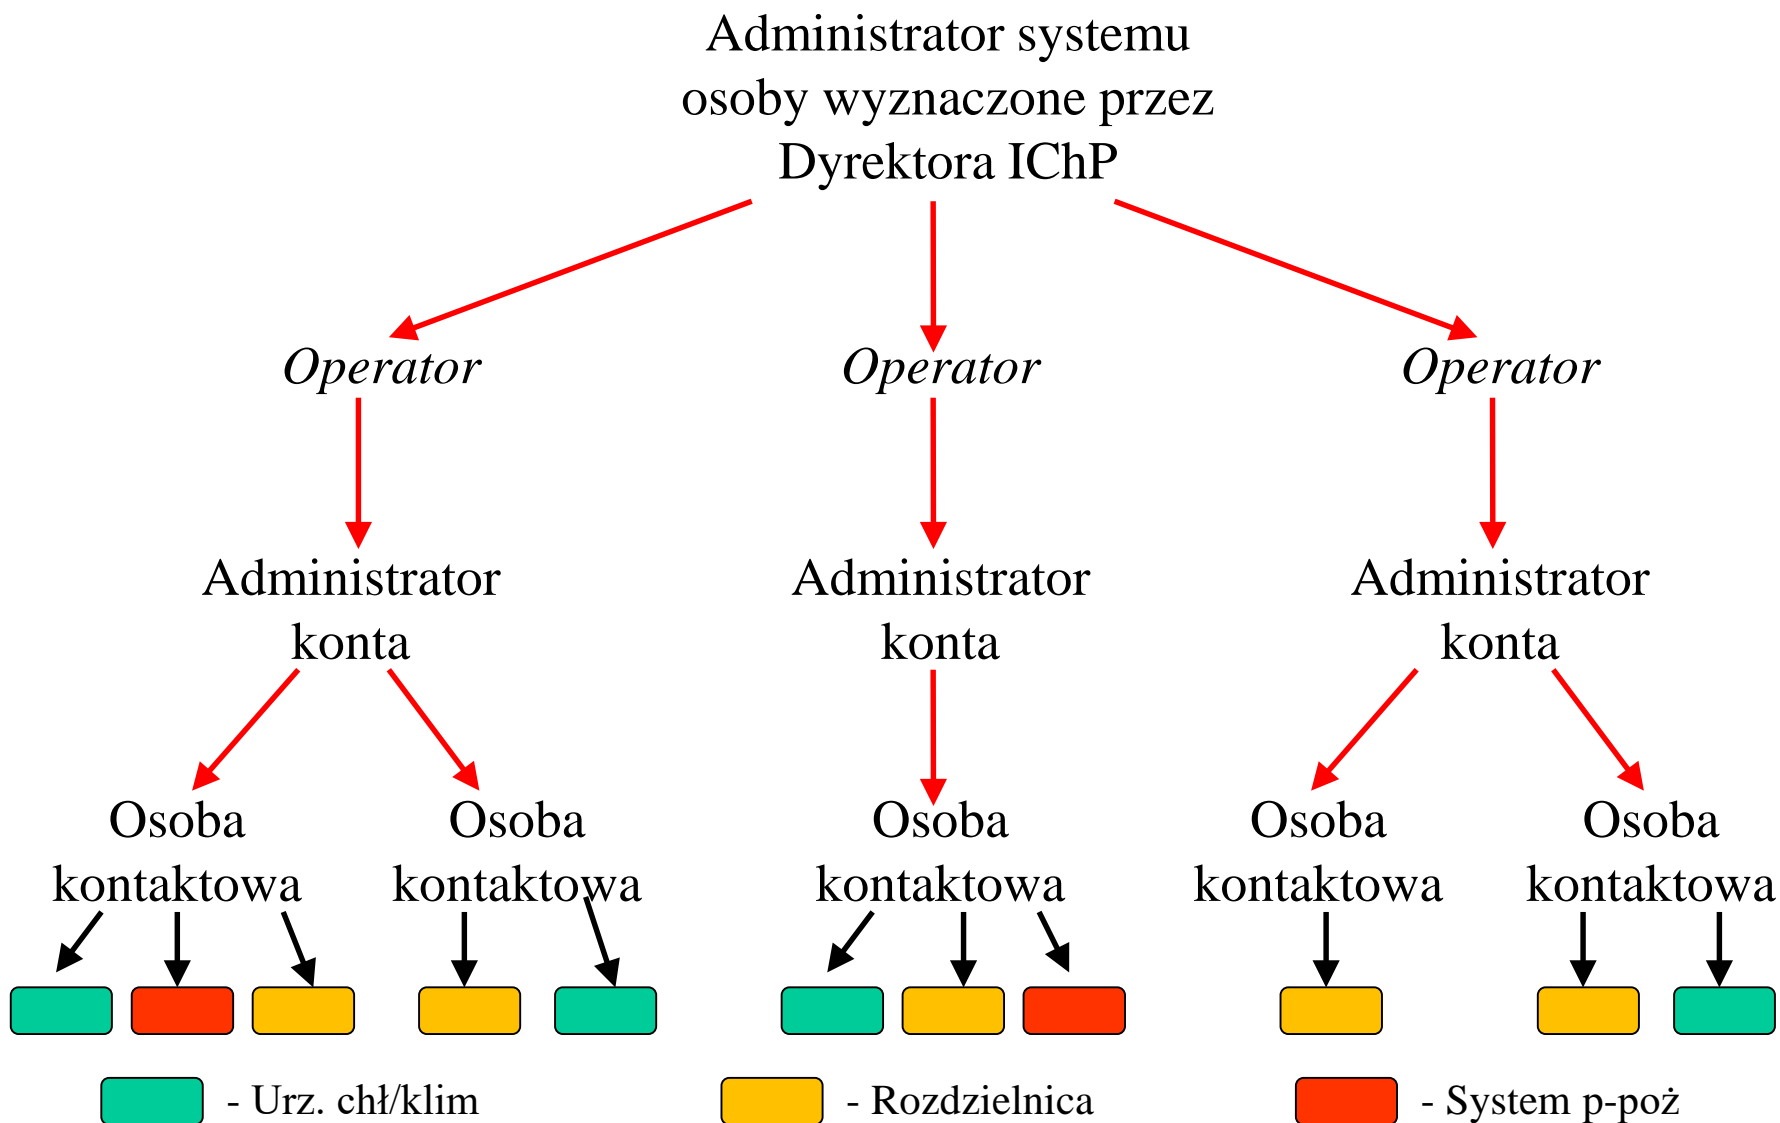 Administrator systemu
osoby wyznaczone przez
Dyrektora IChP
Operator
Operator
Operator
Administrator
konta
Administrator
konta
Administrator
konta
Osoba
kontaktowa
Osoba
kontaktowa
Osoba
kontaktowa
Osoba
kontaktowa
Osoba
kontaktowa
- Urz. chł/klim
- Rozdzielnica
- System p-poż